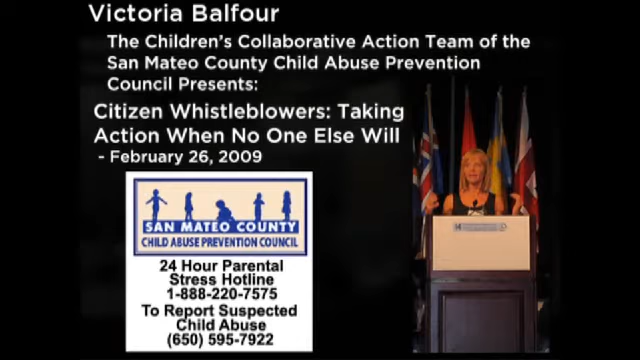 Victoria Balfour
The Children's Collaborative Action Team of the
San Mateo County Child Abuse Prevention
Council Presents:
Citizen Whistleblowers: Taking
Action When No One Else Will
- February 26, 2009
SAN MATEO COUNTY
CHILD ABUSE PREVENTION COUNCIL
24 Hour Parental
Stress Hotline
1-888-220-7575
To Report Suspected
Child Abuse
(650) 595-7922